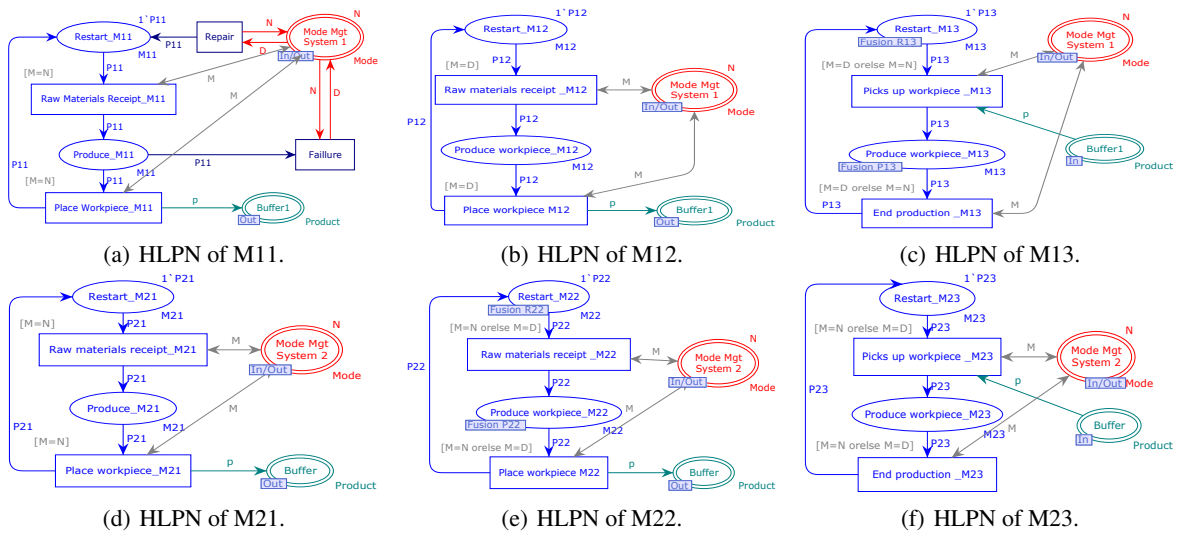 1`P11
Restart_M11
M11
P11
Repair
N
D
N
Mode Mgt
System 1
In/Out
Mode
[M=N]
P11
M
M
Raw Materials Receipt_M11
P11
N
D
Produce_M11
M11
P11
Faillure
P11
P11
[M=N]
Place Workpiece_M11
p
Buffer1
Out
Product
(a) HLPN of M11.
1`P12
Restart_M12
M12
[M=D]
P12
Raw materials receipt _M12
M
N
Mode Mgt
System 1
In/Out
Mode
P12
P12
Produce workpiece_M12
M12
[M=D]
P12
M
Place workpiece M12
p
Buffer1
Out
Product
(b) HLPN of M12.
1`P13
Restart_M13
Fusion R13
M13
[M=D orelse M=N]
P13
M
N
Mode Mgt
System 1
In/Out
Mode
Picks up workpiece _M13
p
P13
Buffer1
In
Product
Produce workpiece_M13
Fusion P13
M13
[M=D orelse M=N]
P13
P13
End production _M13
M
(c) HLPN of M13.
1`P21
Restart_M21
M21
[M=N]
P21
Raw materials receipt_M21
M
N
Mode Mgt
System 2
In/Out
Mode
P21
Produce_M21
M21
M
P21
[M=N]
P21
Place workpiece_M21
p
Buffer
Out
Product
(d) HLPN of M21.
1`P22
Restart_M22
Fusion R22
M22
[M=N orelse M=D]
P22
Raw materials receipt _M22
M
N
Mode Mgt
System 2
In/Out
Mode
P22
P22
Produce workpiece_M22
Fusion P22
M22
M
[M=N orelse M=D]
P22
Place workpiece M22
p
Buffer
Out
Product
(e) HLPN of M22.
1`P23
Restart_M23
M23
[M=N orelse M=D]
P23
Picks up workpiece _M23
M
N
Mode Mgt
System 2
In/Out
Mode
P23
P23
p
Produce workpiece_M23
M23
M
Buffer
In
Product
[M=N orelse M=D]
P23
End production _M23
(f) HLPN of M23.